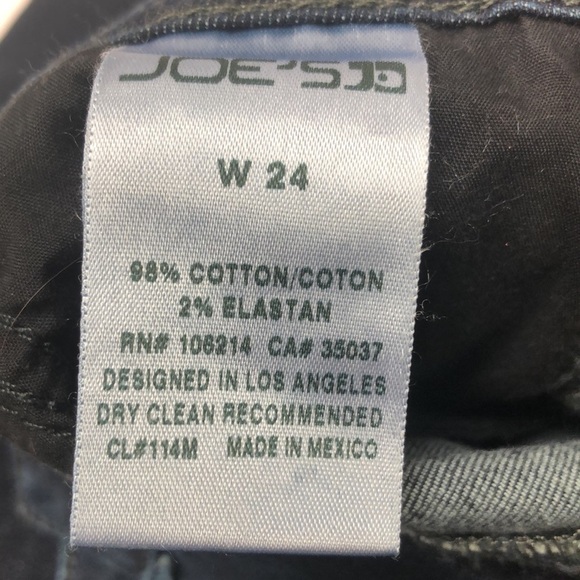 JOE'S JD
W 24
98% COTTON/COTON
2% ELASTAN
RN# 106214 CA# 35037
DESIGNED IN LOS ANGELES
DRY CLEAN RECOMMENDED
CL#114M MADE IN MEXICO